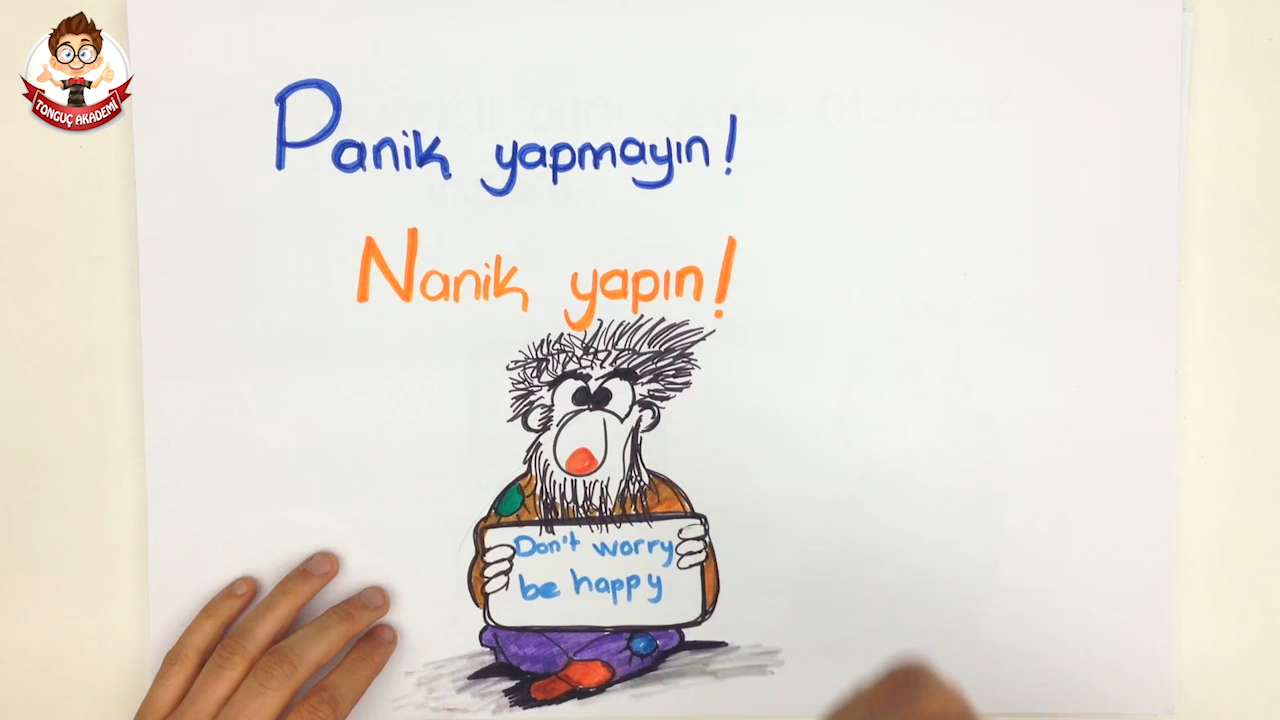 TONGUÇ AKADEMİ
Panik yapmayın!
Nanik yapın!
Don't worry
be happy